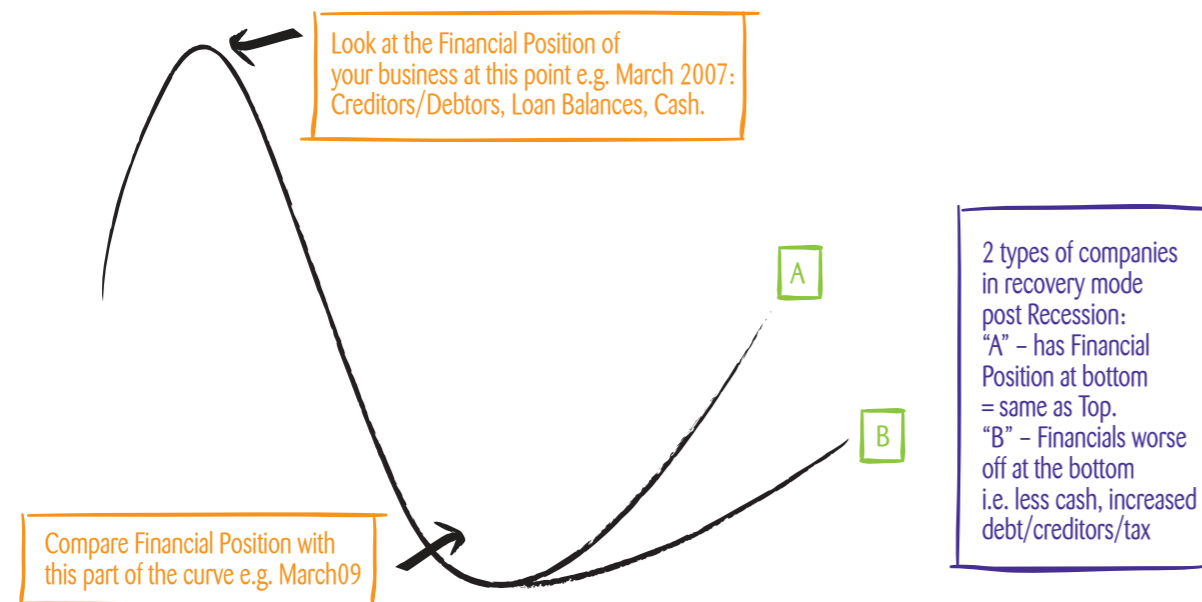 Look at the Financial Position of
your business at this point e.g. March 2007:
Creditors/Debtors, Loan Balances, Cash.
A
B
2 types of companies
in recovery mode
post Recession:
“A” – has Financial
Position at bottom
= same as Top.
“B” – Financials worse
off at the bottom
i.e. less cash, increased
debt/creditors/tax
Compare Financial Position with
this part of the curve e.g. March09